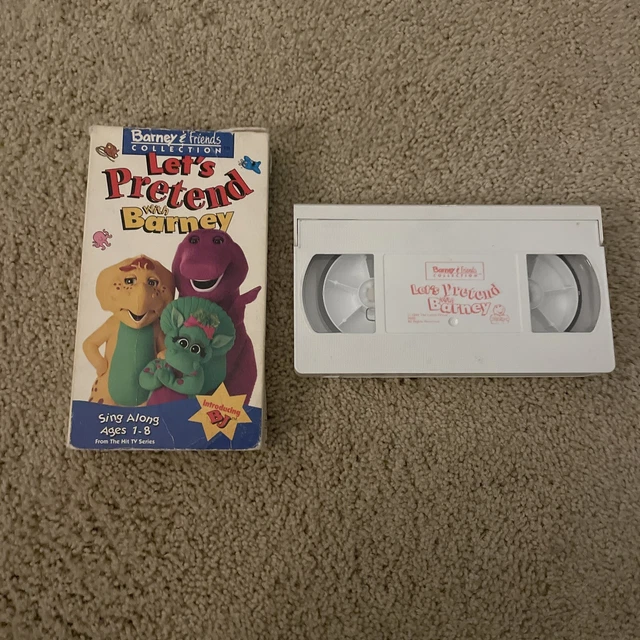 Barney & Friends
COLLECTION
Let's
Pretend
with
Barney
introducing
BJ
Sing Along
Ages 1-8
From The Hit TV Series
Barney & Friends
COLLECTION
Let's Pretend
with
Barney